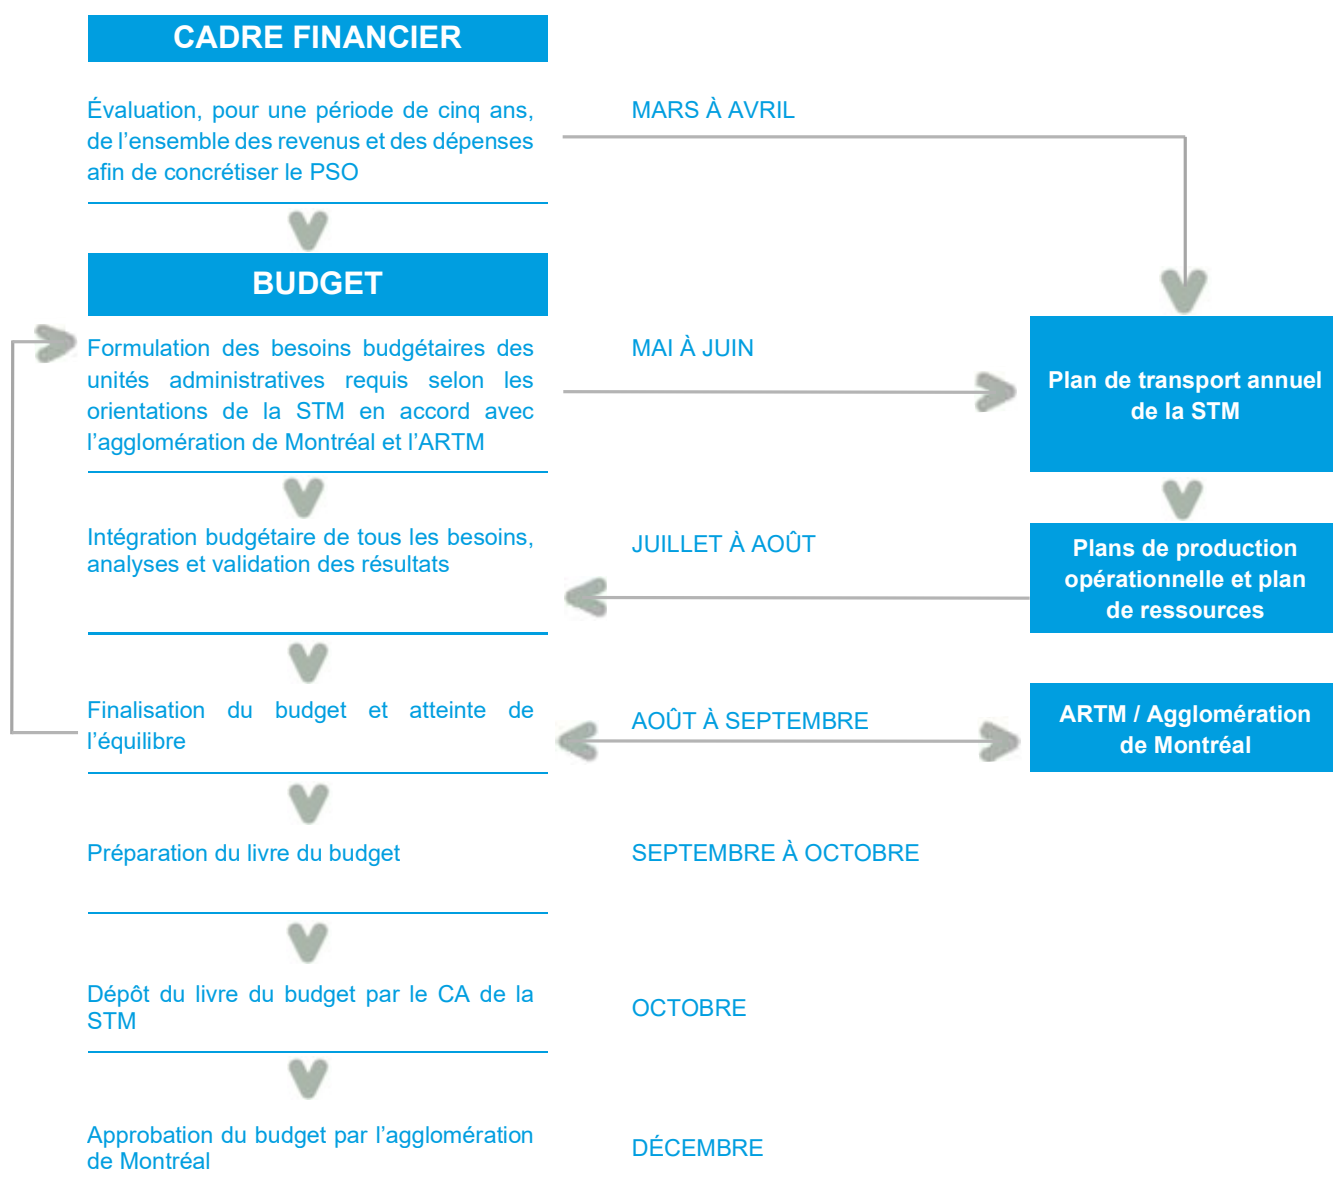 CADRE FINANCIER
Évaluation, pour une période de cinq ans,
de l’ensemble des revenus et des dépenses
afin de concrétiser le PSO
MARS À AVRIL
BUDGET
Formulation des besoins budgétaires des
unités administratives requis selon les
orientations de la STM en accord avec
l’agglomération de Montréal et l’ARTM
MAI À JUIN
Plan de transport annuel
de la STM
Intégration budgétaire de tous les besoins,
analyses et validation des résultats
JUILLET À AOÛT
Plans de production
opérationnelle et plan
de ressources
Finalisation du budget et atteinte de
l’équilibre
AOÛT À SEPTEMBRE
ARTM / Agglomération
de Montréal
Préparation du livre du budget
SEPTEMBRE À OCTOBRE
Dépôt du livre du budget par le CA de la
STM
OCTOBRE
Approbation du budget par l’agglomération
de Montréal
DÉCEMBRE